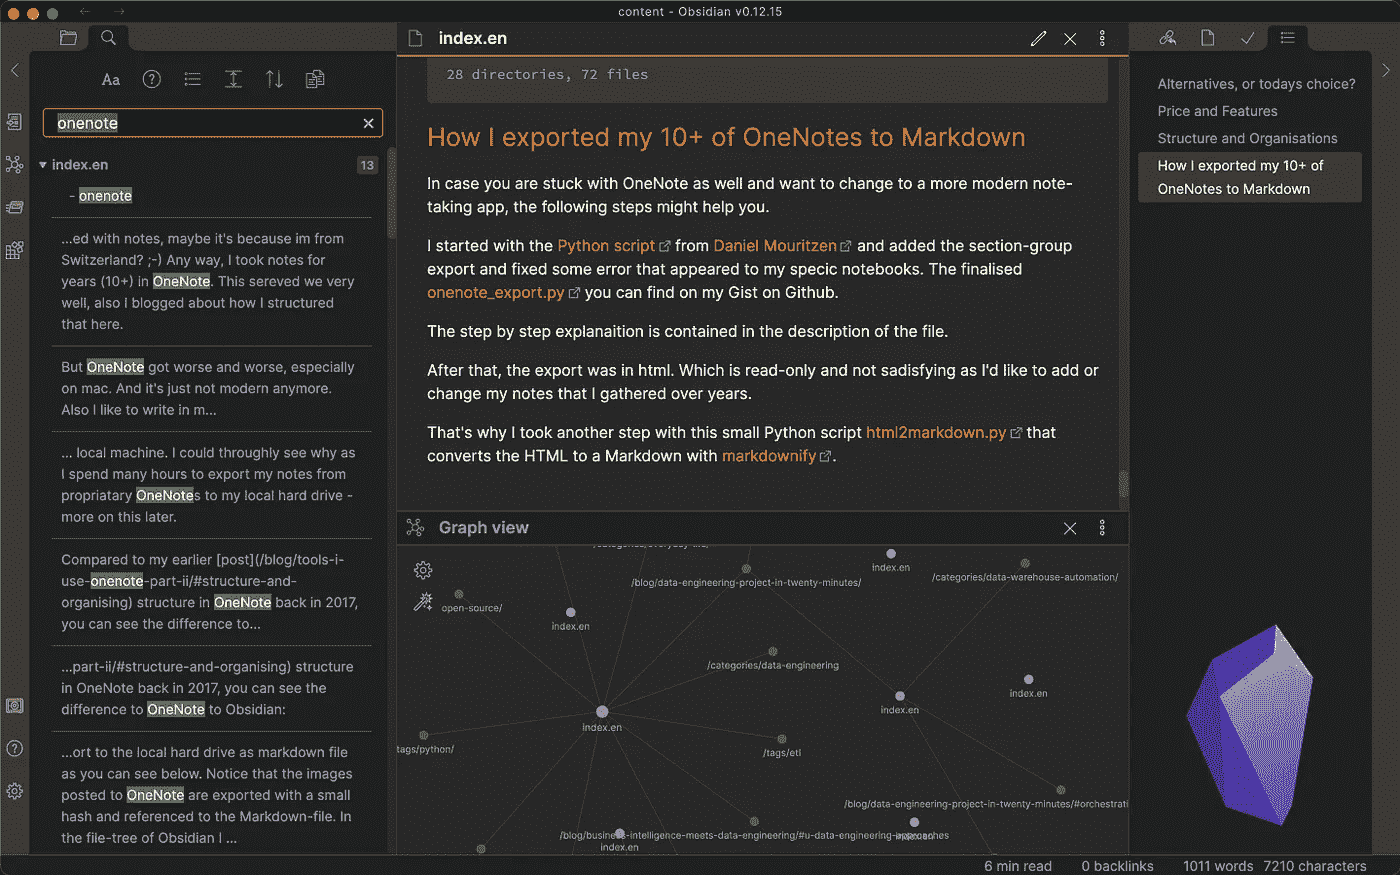 content - Obsidian v0.12.15
index.en
Aa
onenote
index.en
13
- onenote
...ed with notes, maybe it's because im from
Switzerland? ;-) Any way, I took notes for
years (10+) in OneNote. This sereved we very
well, also I blogged about how I structured
that here.
But OneNote got worse and worse, especially
on mac. And it's just not modern anymore.
Also I like to write in m...
... local machine. I could throughly see why as
I spend many hours to export my notes from
propriatary OneNotes to my local hard drive -
more on this later.
Compared to my earlier [post](/blog/tools-i-
use-onenote-part-ii/#structure-and-
organising) structure in OneNote back in 2017,
you can see the difference to...
...part-ii/#structure-and-organising) structure
in OneNote back in 2017, you can see the
difference to OneNote to Obsidian:
...ort to the local hard drive as markdown file
as you can see below. Notice that the images
posted to OneNote are exported with a small
hash and referenced to the Markdown-file. In
the file-tree of Obsidian I ...
28 directories, 72 files
How I exported my 10+ of OneNotes to Markdown
In case you are stuck with OneNote as well and want to change to a more modern note-
taking app, the following steps might help you.
I started with the Python script from Daniel Mouritzen and added the section-group
export and fixed some error that appeared to my specic notebooks. The finalised
onenote_export.py you can find on my Gist on Github.
The step by step explanaition is contained in the description of the file.
After that, the export was in html. Which is read-only and not sadisfying as I'd like to add or
change my notes that I gathered over years.
That's why I took another step with this small Python script html2markdown.py that
converts the HTML to a Markdown with markdownify.
Graph view
/blog/data-engineering-project-in-twenty-minutes/
index.en
/categories/data-warehouse-automation/
open-source/
index.en
/categories/data-engineering
index.en
index.en
index.en
tags/python/
/tags/etl
/blog/data-engineering-project-in-twenty-minutes/#orchestrati
/blog/business-intelligence-meets-data-engineering/#u-data-engineering-approaches
index.en
Alternatives, or todays choice?
Price and Features
Structure and Organisations
How I exported my 10+ of
OneNotes to Markdown
6 min read
0 backlinks
1011 words
7210 characters